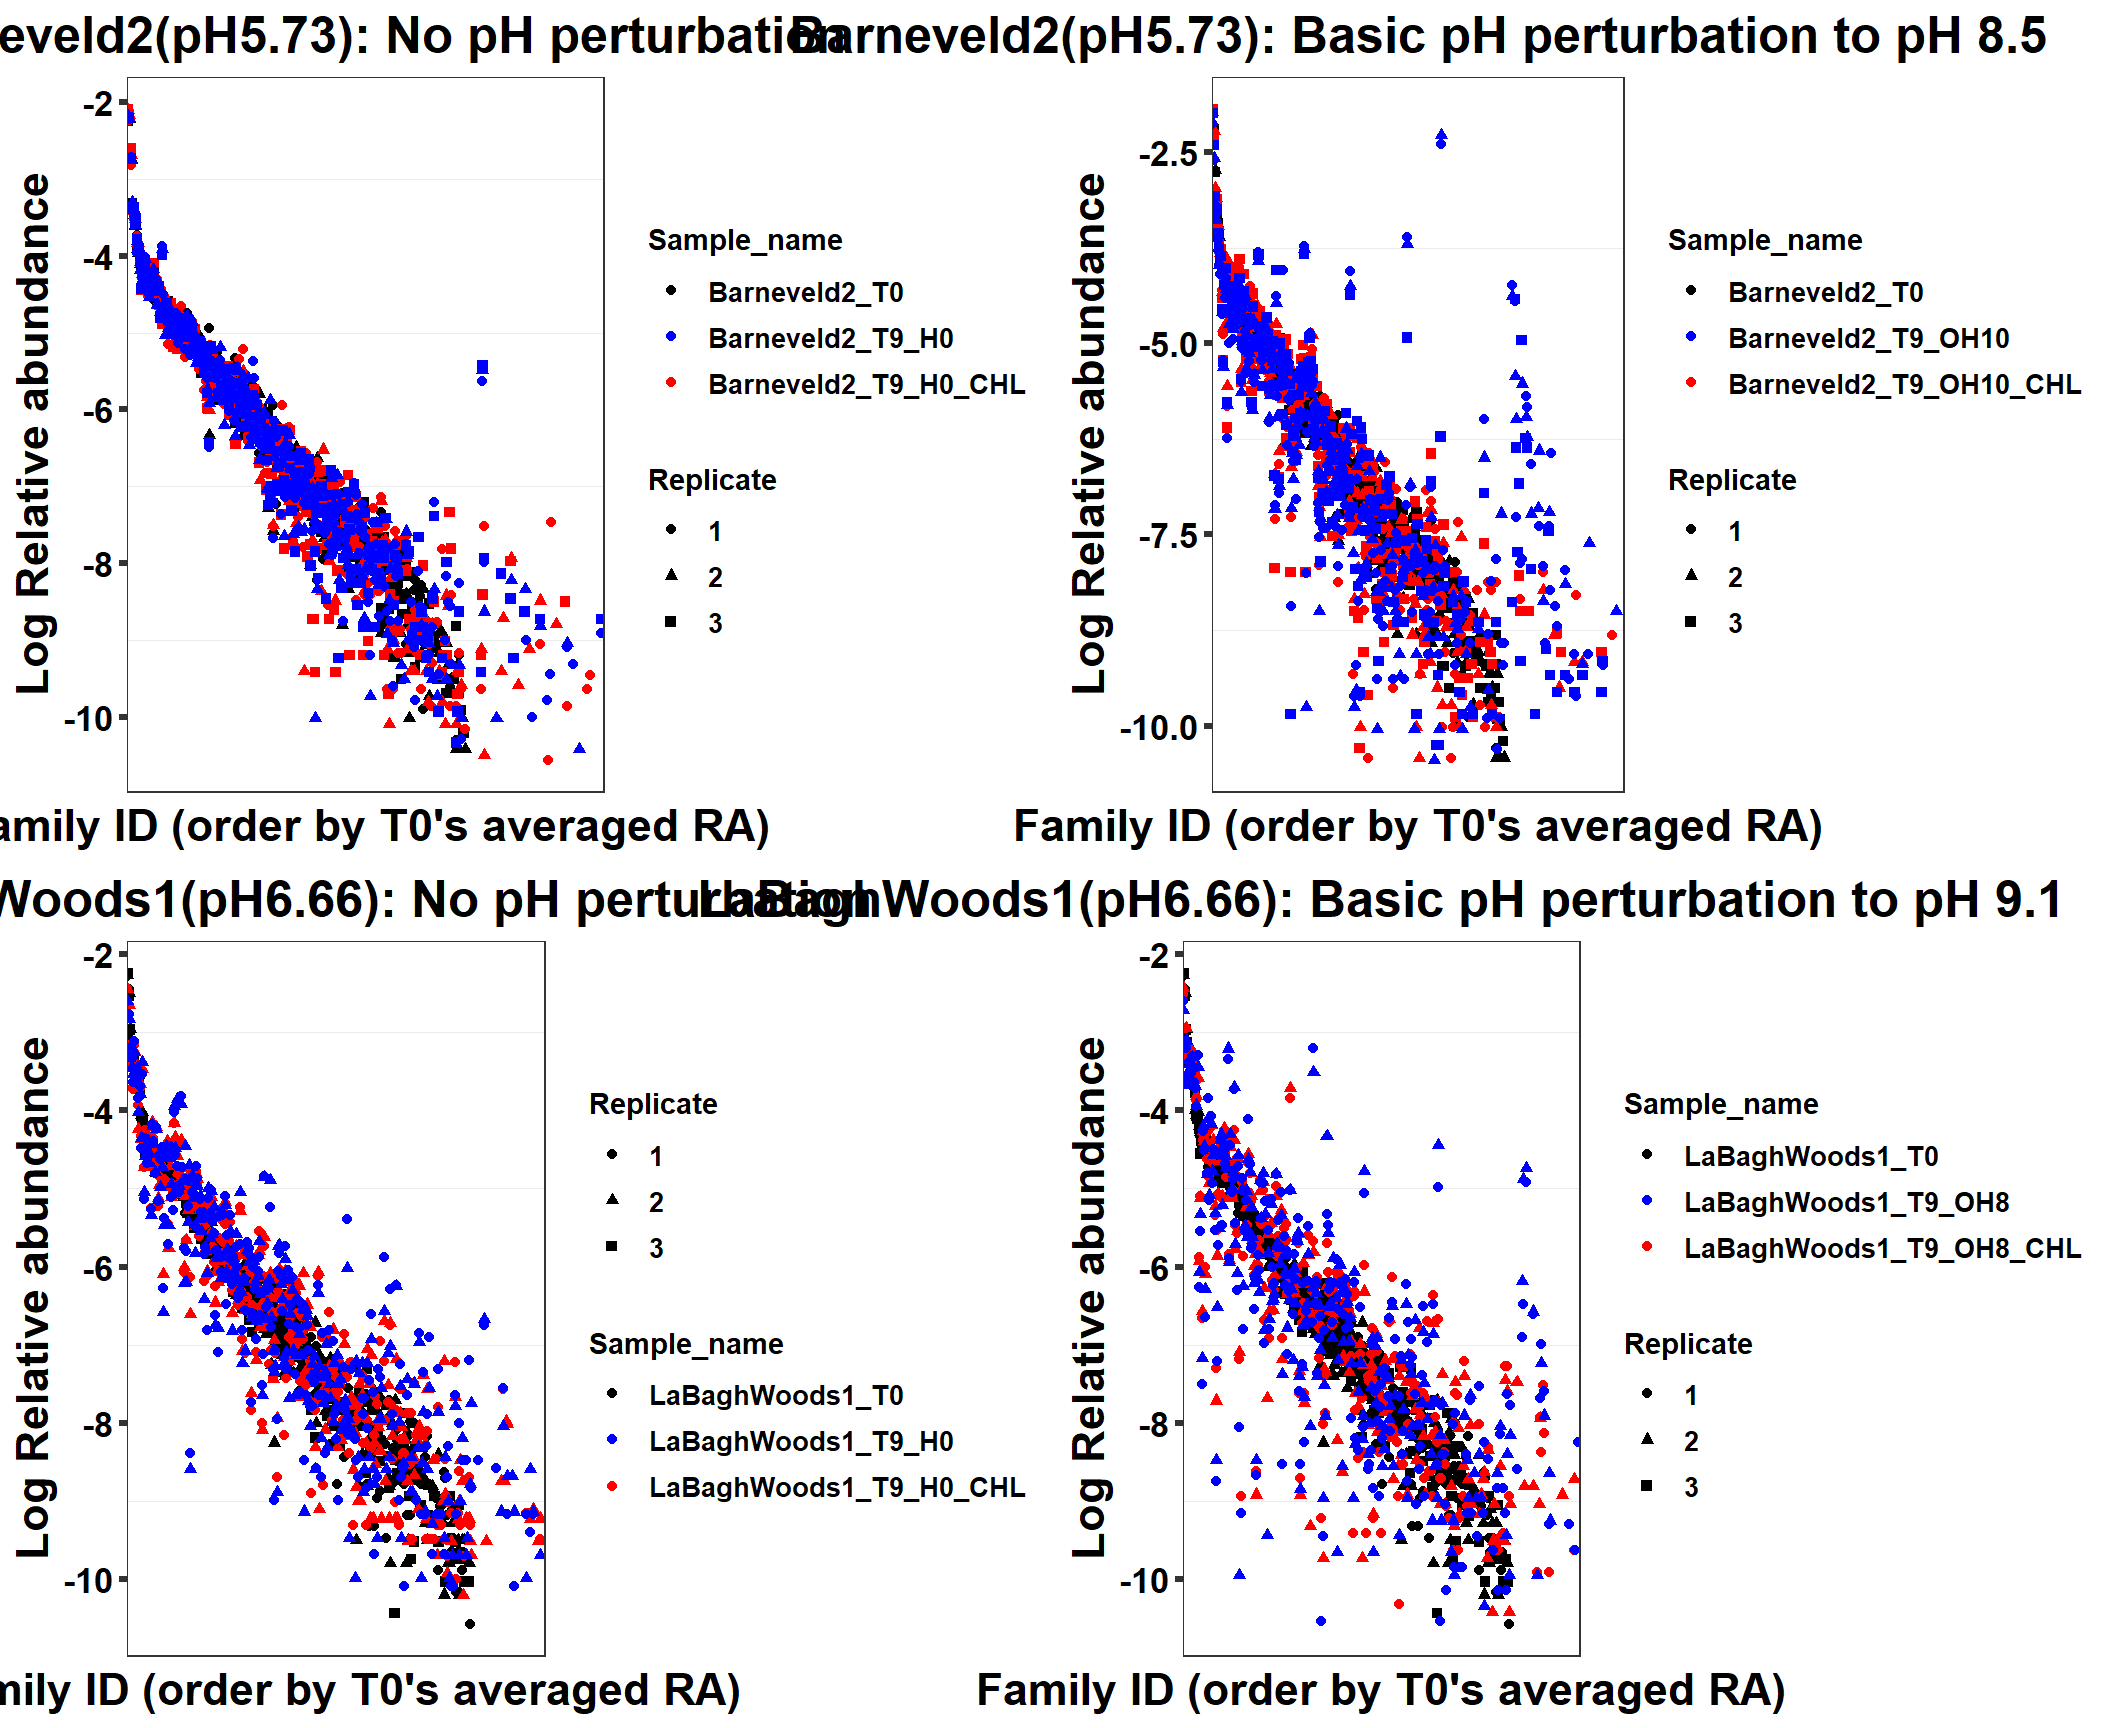 eveld2(pH5.73): No pH perturbation
Barneveld2(pH5.73): Basic pH perturbation to pH 8.5
Log Relative abundance
-2
-4
-6
-8
-10
Sample_name
Barneveld2_T0
Barneveld2_T9_H0
Barneveld2_T9_H0_CHL
Replicate
1
2
3
amily ID (order by T0's averaged RA)
Log Relative abundance
-2.5
-5.0
-7.5
-10.0
Sample_name
Barneveld2_T0
Barneveld2_T9_OH10
Barneveld2_T9_OH10_CHL
Replicate
1
2
3
Family ID (order by T0's averaged RA)
Woods1(pH6.66): No pH perturbation
LaBaghWoods1(pH6.66): Basic pH perturbation to pH 9.1
Log Relative abundance
-2
-4
-6
-8
-10
Replicate
1
2
3
Sample_name
LaBaghWoods1_T0
LaBaghWoods1_T9_H0
LaBaghWoods1_T9_H0_CHL
mily ID (order by T0's averaged RA)
Log Relative abundance
-2
-4
-6
-8
-10
Sample_name
LaBaghWoods1_T0
LaBaghWoods1_T9_OH8
LaBaghWoods1_T9_OH8_CHL
Replicate
1
2
3
Family ID (order by T0's averaged RA)